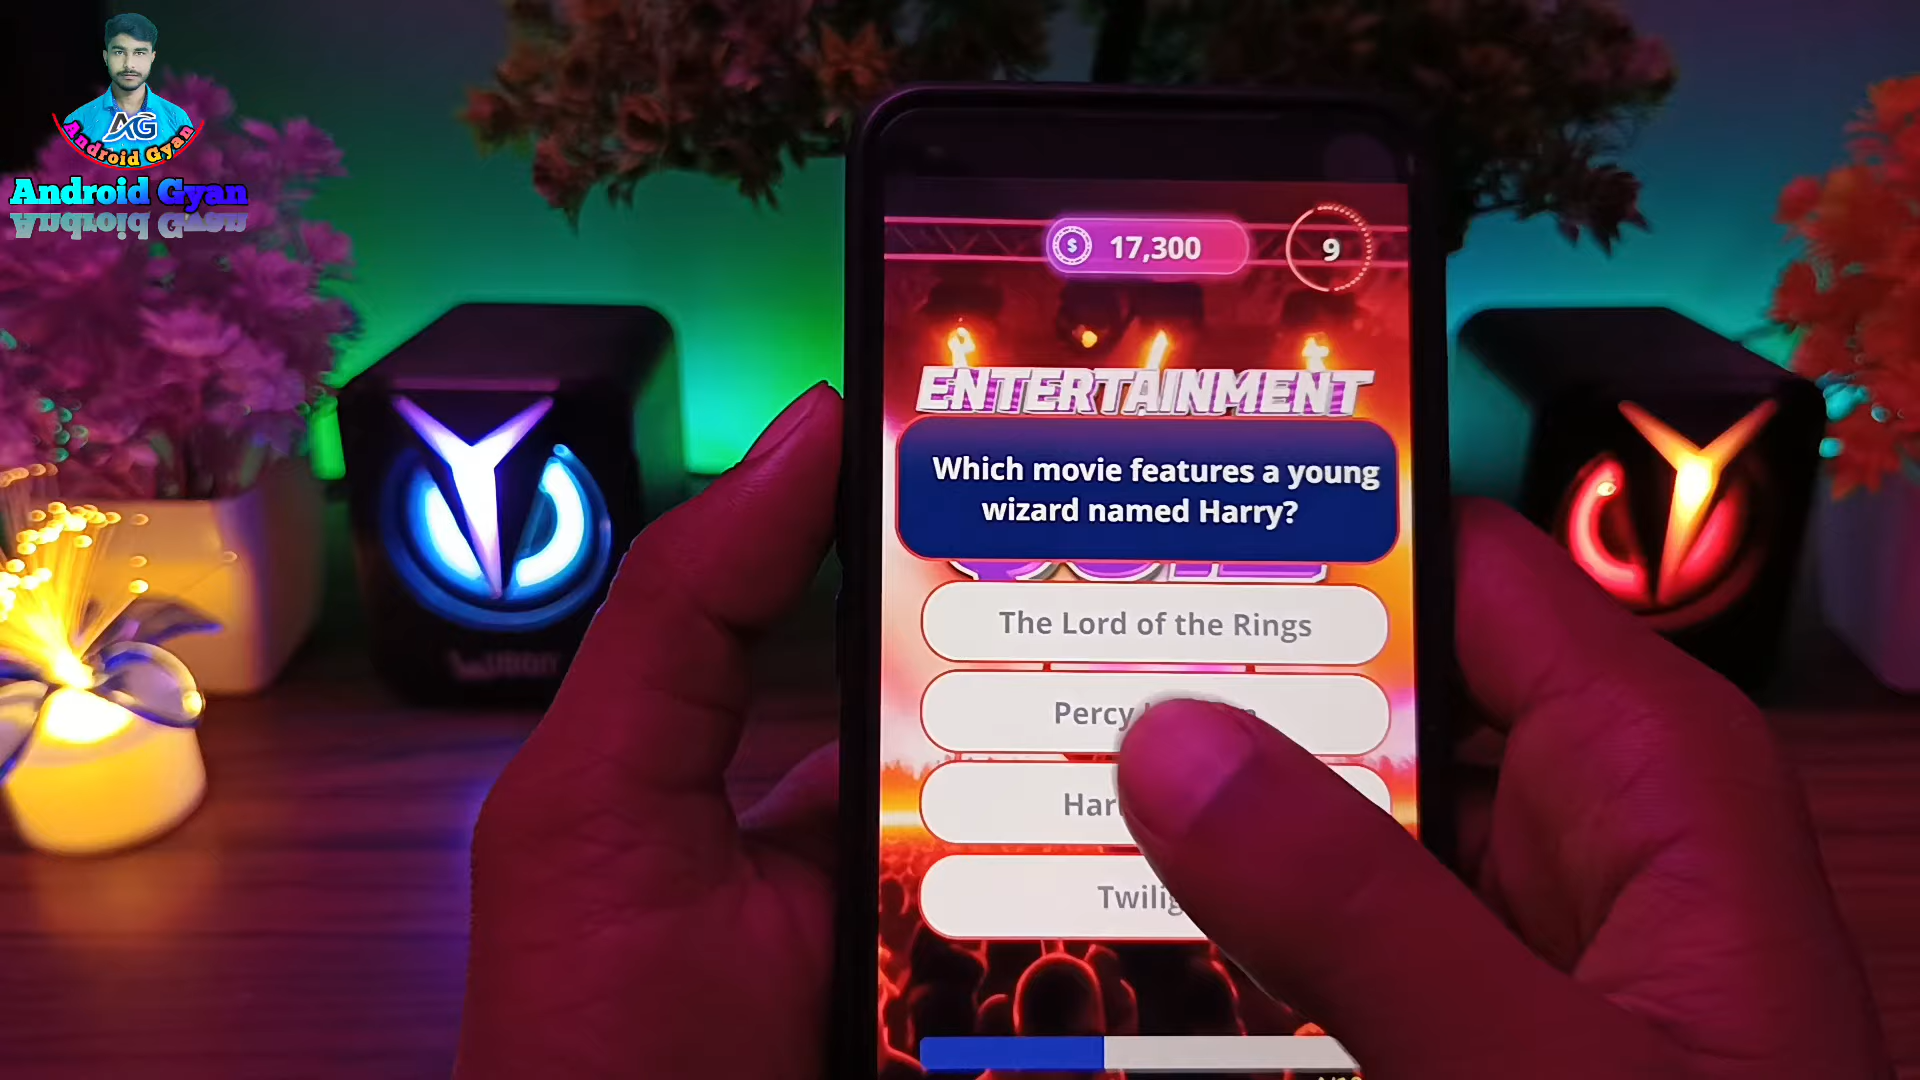 AG
Android Gyan
Android Gyan
17,300
9
ENTERTAINMENT
Which movie features a young
wizard named Harry?
The Lord of the Rings
Percy
Har
Twilig